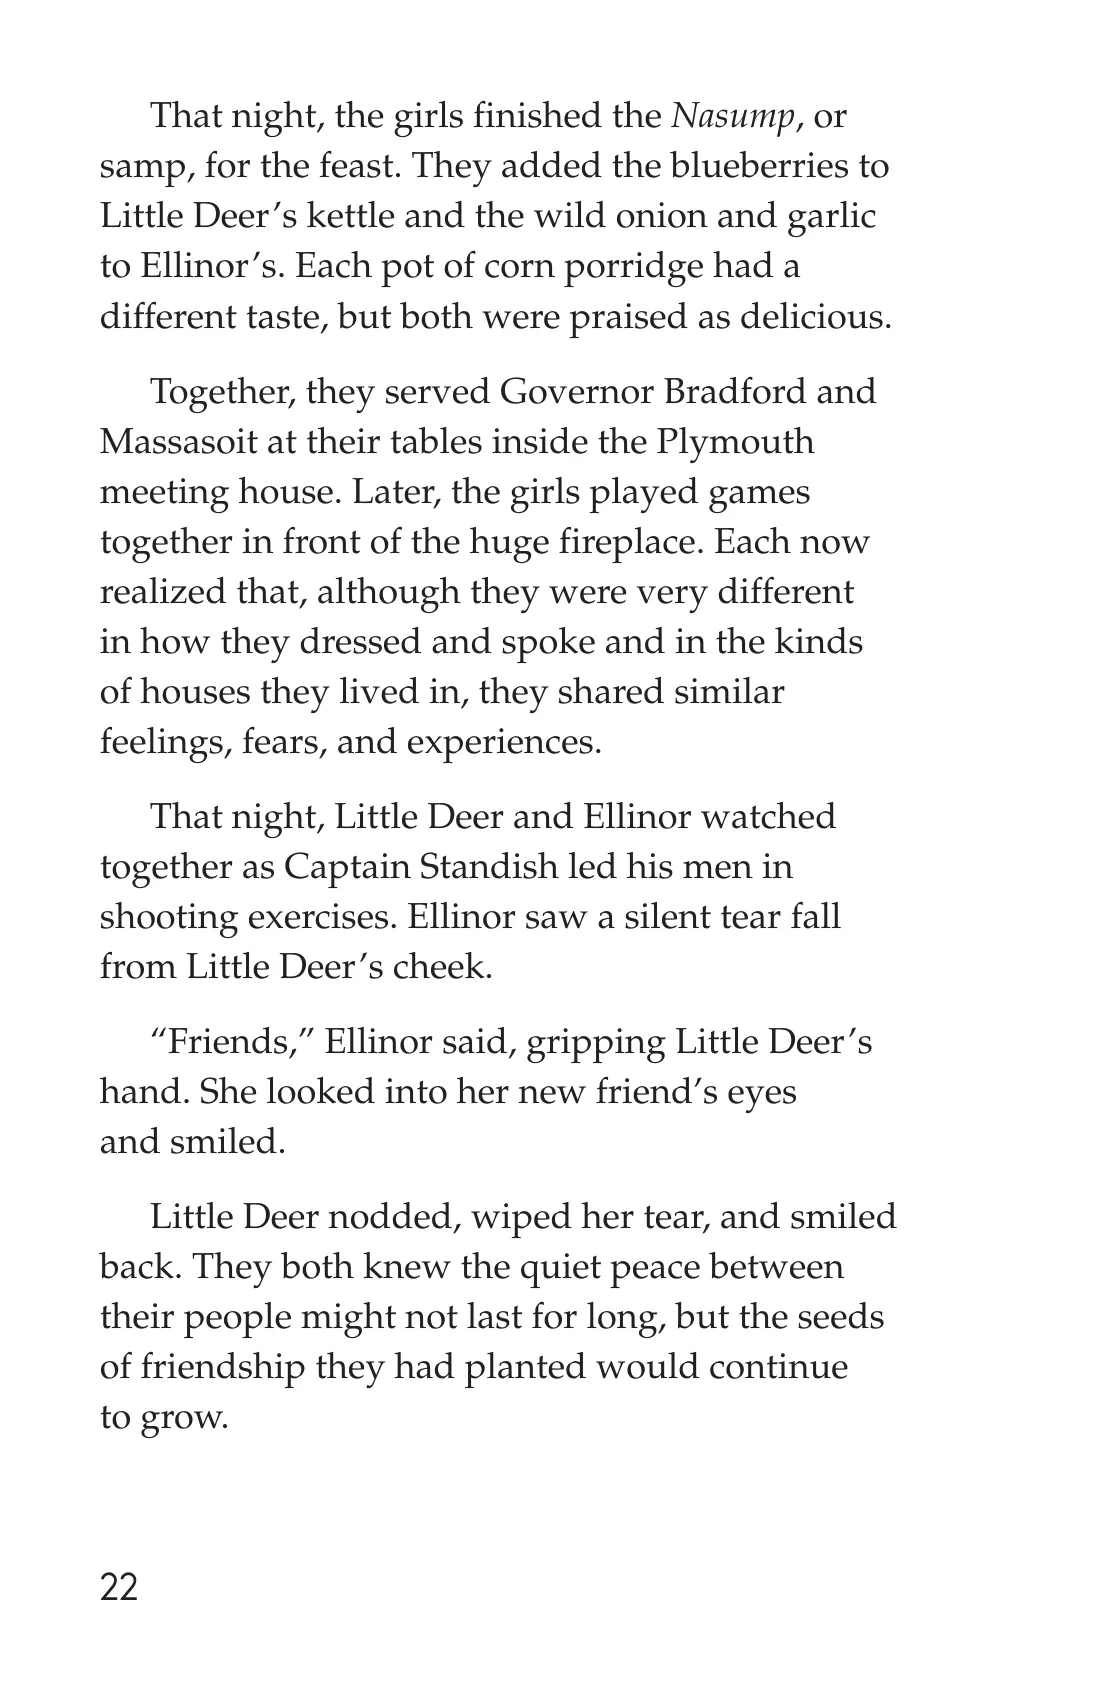 That night, the girls finished the Nasump, or
samp, for the feast. They added the blueberries to
Little Deer’s kettle and the wild onion and garlic
to Ellinor’s. Each pot of corn porridge had a
different taste, but both were praised as delicious.
Together, they served Governor Bradford and
Massasoit at their tables inside the Plymouth
meeting house. Later, the girls played games
together in front of the huge fireplace. Each now
realized that, although they were very different
in how they dressed and spoke and in the kinds
of houses they lived in, they shared similar
feelings, fears, and experiences.
That night, Little Deer and Ellinor watched
together as Captain Standish led his men in
shooting exercises. Ellinor saw a silent tear fall
from Little Deer’s cheek.
“Friends,” Ellinor said, gripping Little Deer’s
hand. She looked into her new friend’s eyes
and smiled.
Little Deer nodded, wiped her tear, and smiled
back. They both knew the quiet peace between
their people might not last for long, but the seeds
of friendship they had planted would continue
to grow.
22